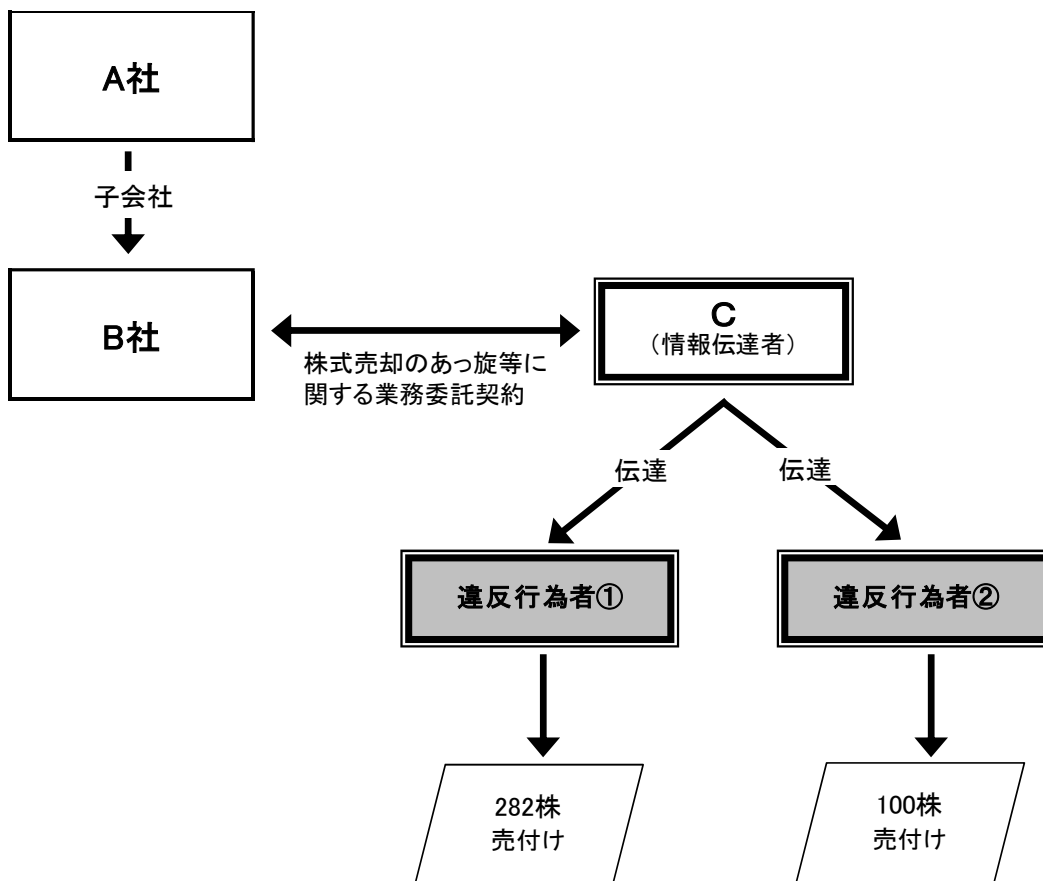 A社
子会社
B社
C
（情報伝達者）
株式売却のあっ旋等に
関する業務委託契約
伝達
伝達
違反行為者①
違反行為者②
282株
売付け
100株
売付け